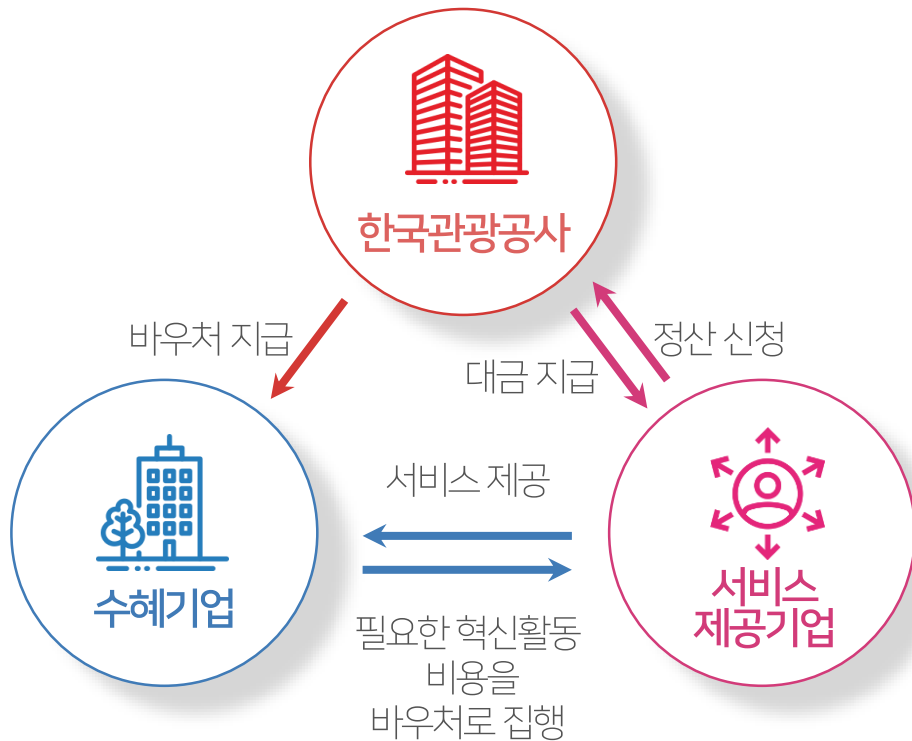 한국관광공사
바우처 지급
정산 신청
대금 지급
서비스 제공
수혜기업
서비스
제공기업
필요한 혁신활동
비용을
바우처로 집행